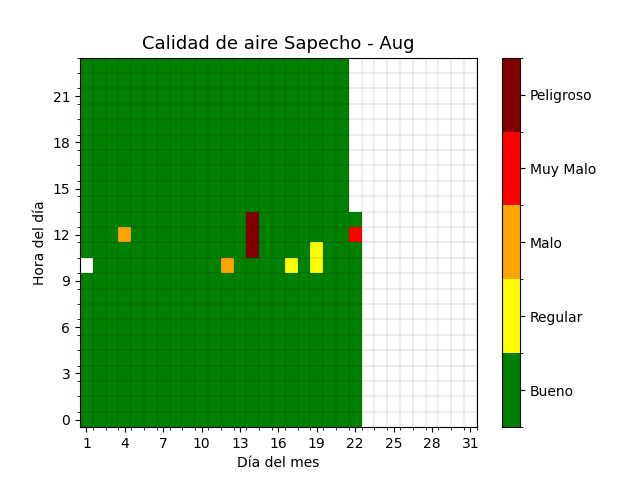 Calidad de aire Sapecho - Aug
Hora del día
21
18
15
12
9
6
3
0
1 4 7 10 13 16 19 22 25 28 31
Día del mes
Peligroso
Muy Malo
Malo
Regular
Bueno